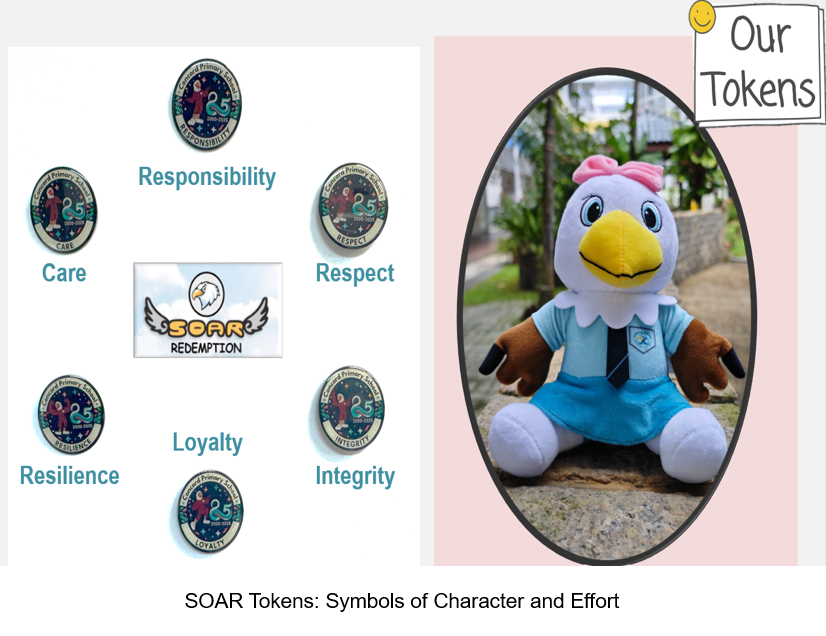 Our
Tokens
Concord Primary School
25
2000-2025
RESPONSIBILITY
Responsibility
Concord Primary School
25
2000-2025
CARE
Care
Concord Primary School
25
2000-2025
RESPECT
Respect
SOAR
REDEMPTION
Concord Primary School
25
2000-2025
RESILIENCE
Resilience
Loyalty
Concord Primary School
25
2000-2025
LOYALTY
Concord Primary School
25
2000-2025
INTEGRITY
Integrity
SOAR Tokens: Symbols of Character and Effort